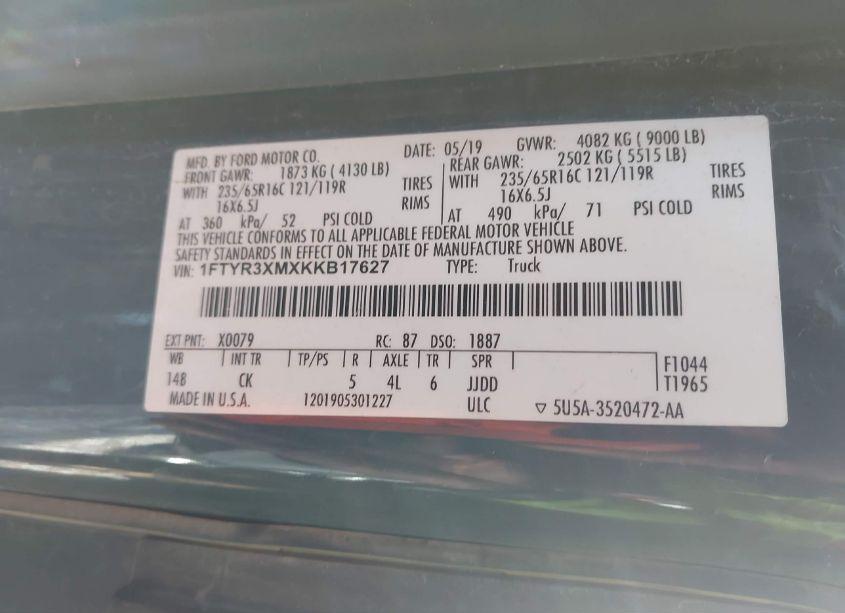 MFD. BY FORD MOTOR CO. DATE: 05/19 GVWR: 4082 KG ( 9000 LB)
FRONT GAWR: 1873 KG ( 4130 LB) REAR GAWR: 2502 KG ( 5515 LB)
WITH 235/65R16C 121/119R TIRES WITH 235/65R16C 121/119R TIRES
16X6.5J RIMS 16X6.5J RIMS
AT 360 kPa/ 52 PSI COLD AT 490 kPa/ 71 PSI COLD
THIS VEHICLE CONFORMS TO ALL APPLICABLE FEDERAL MOTOR VEHICLE
SAFETY STANDARDS IN EFFECT ON THE DATE OF MANUFACTURE SHOWN ABOVE.
VIN: 1FTYR3XMXKKB17627 TYPE: Truck
EXT PNT: X0079 RC: 87 DSO: 1887
WB INT TR TP/PS R AXLE TR SPR F1044
148 CK 5 4L 6 JJDD T1965
MADE IN U.S.A. 1201905301227 ULC ▽ 5U5A-3520472-AA